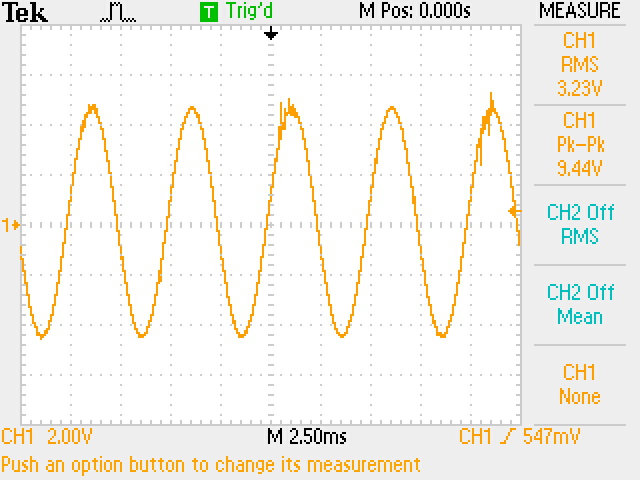 Tek T Trig'd M Pos: 0.000s MEASURE
CH1
RMS
3.23V
CH1
Pk-Pk
9.44V
CH2 Off
RMS
CH2 Off
Mean
CH1
None
1
CH1 2.00V M 2.50ms CH1 547mV
Push an option button to change its measurement